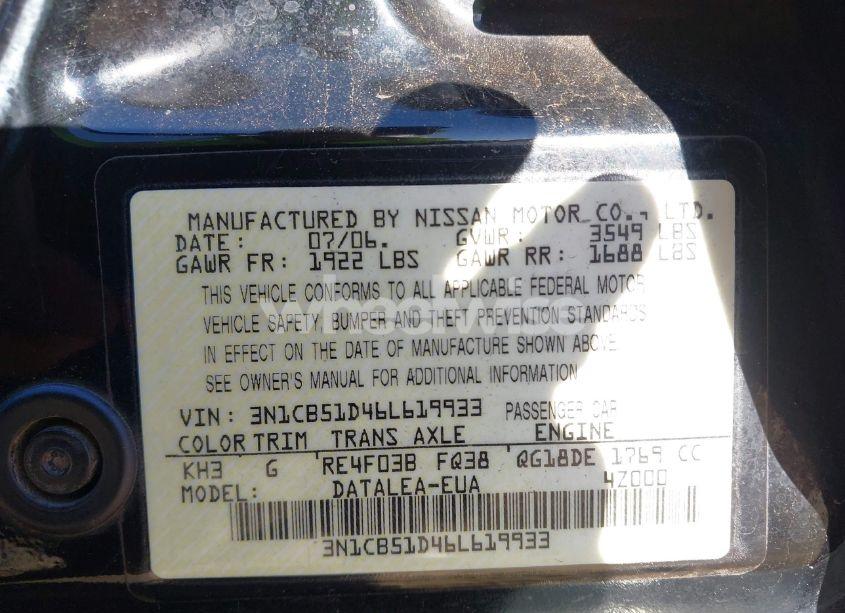 MANUFACTURED BY NISSAN MOTOR CO., LTD.
DATE: 07/06. GVWR: 3549 LBS
GAWR FR: 1922 LBS GAWR RR: 1688 LBS
THIS VEHICLE CONFORMS TO ALL APPLICABLE FEDERAL MOTOR
VEHICLE SAFETY, BUMPER AND THEFT PREVENTION STANDARDS
IN EFFECT ON THE DATE OF MANUFACTURE SHOWN ABOVE.
SEE OWNER'S MANUAL FOR ADDITIONAL INFORMATION
VIN: 3N1CB51D46L619933 PASSENGER CAR
COLOR TRIM TRANS AXLE ENGINE
KH3 G RE4F03B FQ38 QG18DE 1769 CC
MODEL: DATALEA-EUA 4Z000
3N1CB51D46L619933